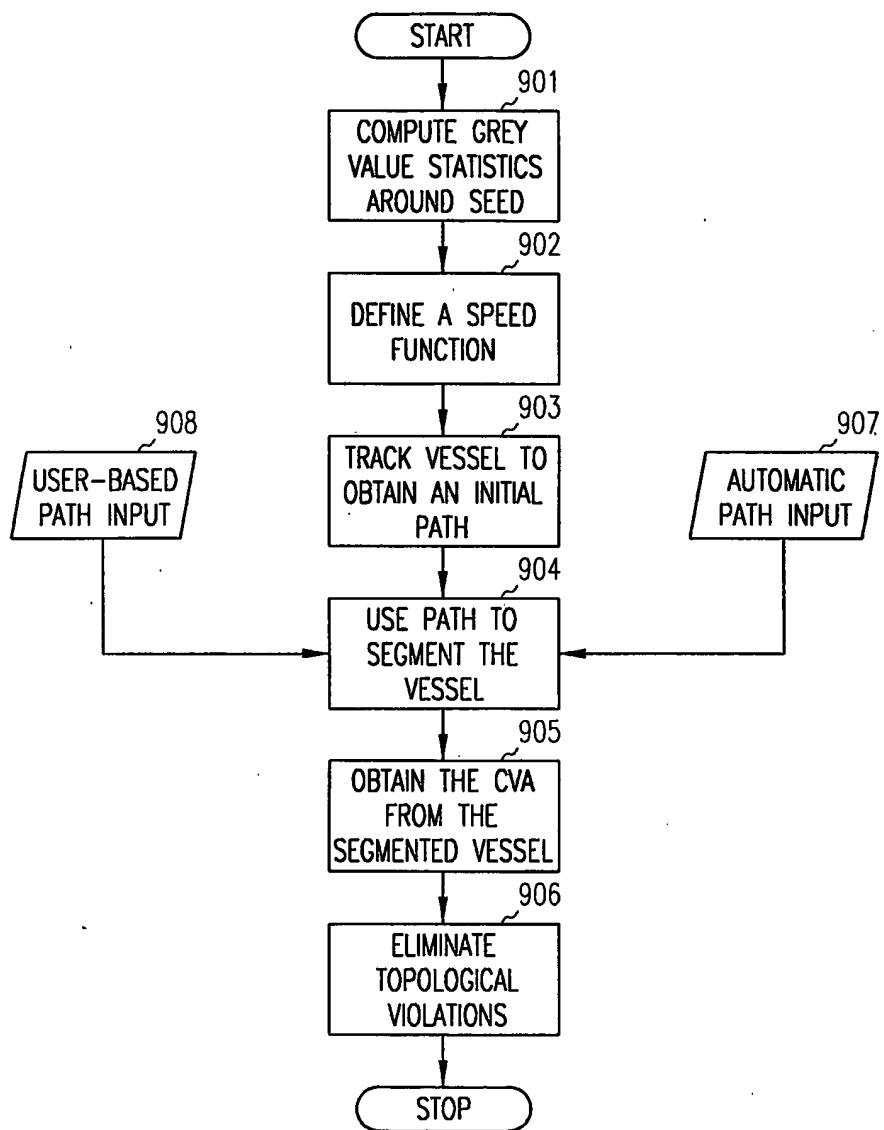 START
901
COMPUTE GREY
VALUE STATISTICS
AROUND SEED
902
DEFINE A SPEED
FUNCTION
903
TRACK VESSEL TO
OBTAIN AN INITIAL
PATH
908
USER-BASED
PATH INPUT
907
AUTOMATIC
PATH INPUT
904
USE PATH TO
SEGMENT THE
VESSEL
905
OBTAIN THE CVA
FROM THE
SEGMENTED VESSEL
906
ELIMINATE
TOPOLOGICAL
VIOLATIONS
STOP